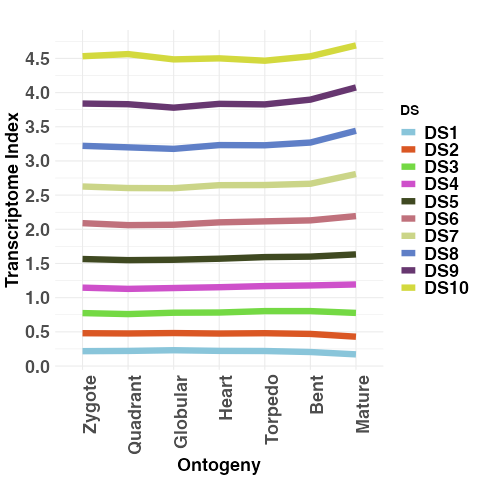 Transcriptome Index
4.5
4.0
3.5
3.0
2.5
2.0
1.5
1.0
0.5
0.0
Zygote
Quadrant
Globular
Heart
Torpedo
Bent
Mature
Ontogeny
DS
DS1
DS2
DS3
DS4
DS5
DS6
DS7
DS8
DS9
DS10